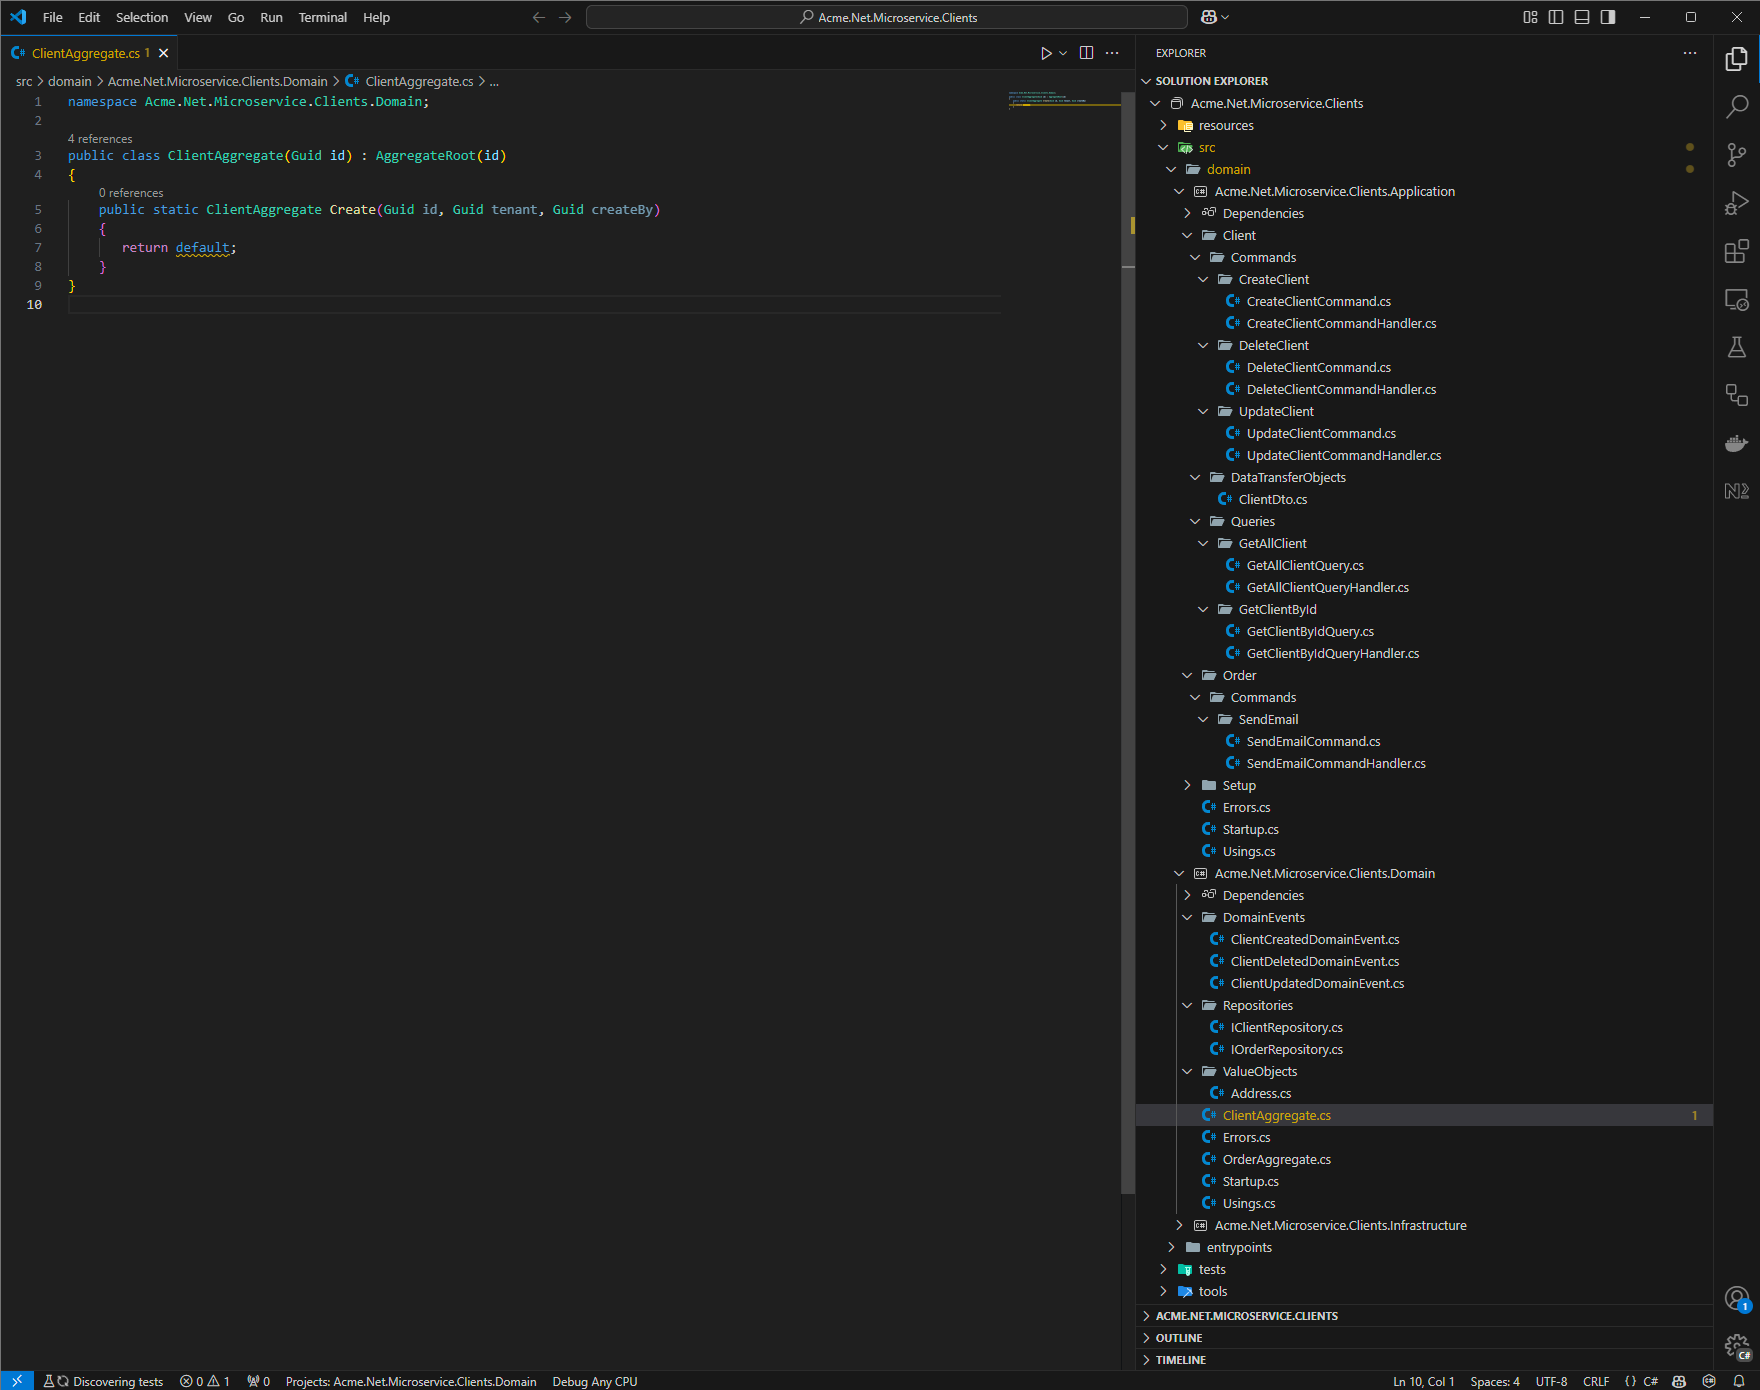 File Edit Selection View Go Run Terminal Help
Acme.Net.Microservice.Clients
ClientAggregate.cs 1
src > domain > Acme.Net.Microservice.Clients.Domain > ClientAggregate.cs > ...
1 namespace Acme.Net.Microservice.Clients.Domain;
2
4 references
3 public class ClientAggregate(Guid id) : AggregateRoot(id)
4 {
0 references
5 public static ClientAggregate Create(Guid id, Guid tenant, Guid createBy)
6 {
7 return default;
8 }
9 }
10
EXPLORER
SOLUTION EXPLORER
Acme.Net.Microservice.Clients
resources
src
domain
Acme.Net.Microservice.Clients.Application
Dependencies
Client
Commands
CreateClient
CreateClientCommand.cs
CreateClientCommandHandler.cs
DeleteClient
DeleteClientCommand.cs
DeleteClientCommandHandler.cs
UpdateClient
UpdateClientCommand.cs
UpdateClientCommandHandler.cs
DataTransferObjects
ClientDto.cs
Queries
GetAllClient
GetAllClientQuery.cs
GetAllClientQueryHandler.cs
GetClientById
GetClientByIdQuery.cs
GetClientByIdQueryHandler.cs
Order
Commands
SendEmail
SendEmailCommand.cs
SendEmailCommandHandler.cs
Setup
Errors.cs
Startup.cs
Usings.cs
Acme.Net.Microservice.Clients.Domain
Dependencies
DomainEvents
ClientCreatedDomainEvent.cs
ClientDeletedDomainEvent.cs
ClientUpdatedDomainEvent.cs
Repositories
IClientRepository.cs
IOrderRepository.cs
ValueObjects
Address.cs
ClientAggregate.cs 1
Errors.cs
OrderAggregate.cs
Startup.cs
Usings.cs
Acme.Net.Microservice.Clients.Infrastructure
entrypoints
tests
tools
ACME.NET.MICROSERVICE.CLIENTS
OUTLINE
TIMELINE
1
C#
Discovering tests 0 1 0 Projects: Acme.Net.Microservice.Clients.Domain Debug Any CPU
Ln 10, Col 1 Spaces: 4 UTF-8 CRLF {} C#